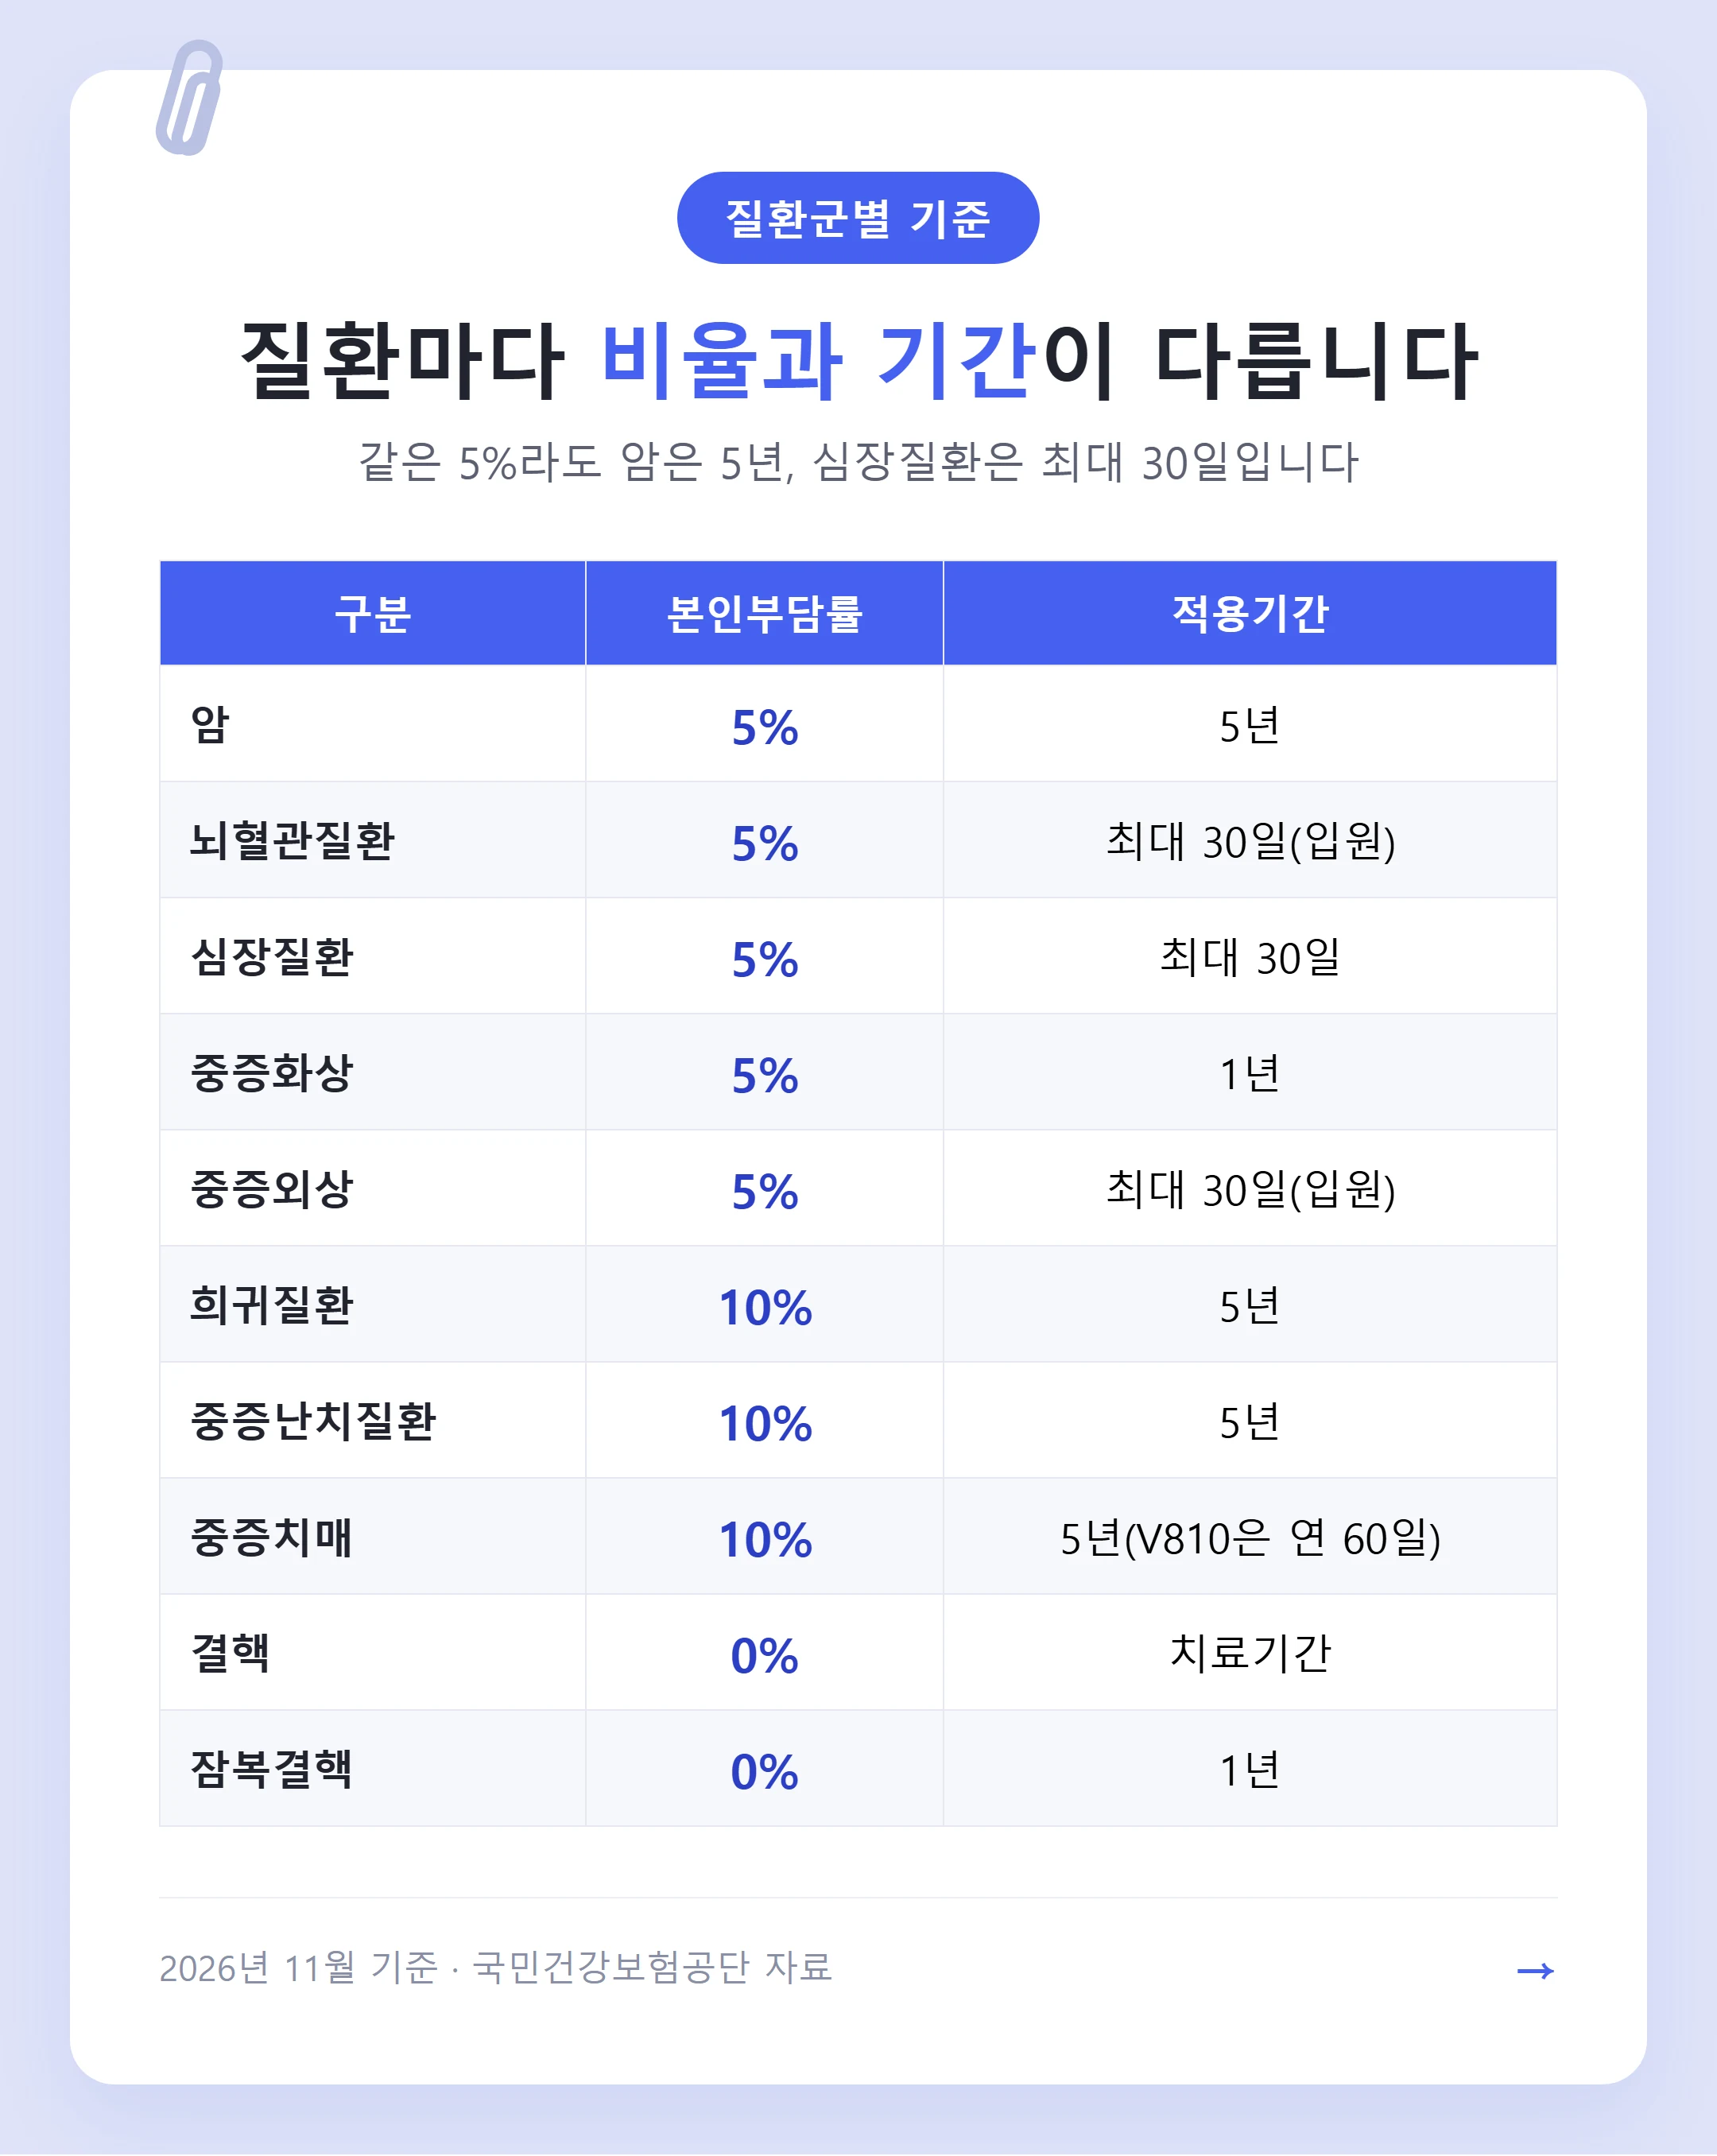 질환군별 기준
질환마다 비율과 기간이 다릅니다
같은 5%라도 암은 5년, 심장질환은 최대 30일입니다
구분 본인부담률 적용기간
암 5% 5년
뇌혈관질환 5% 최대 30일(입원)
심장질환 5% 최대 30일
중증화상 5% 1년
중증외상 5% 최대 30일(입원)
희귀질환 10% 5년
중증난치질환 10% 5년
중증치매 10% 5년(V810은 연 60일)
결핵 0% 치료기간
잠복결핵 0% 1년
2026년 11월 기준 · 국민건강보험공단 자료 →